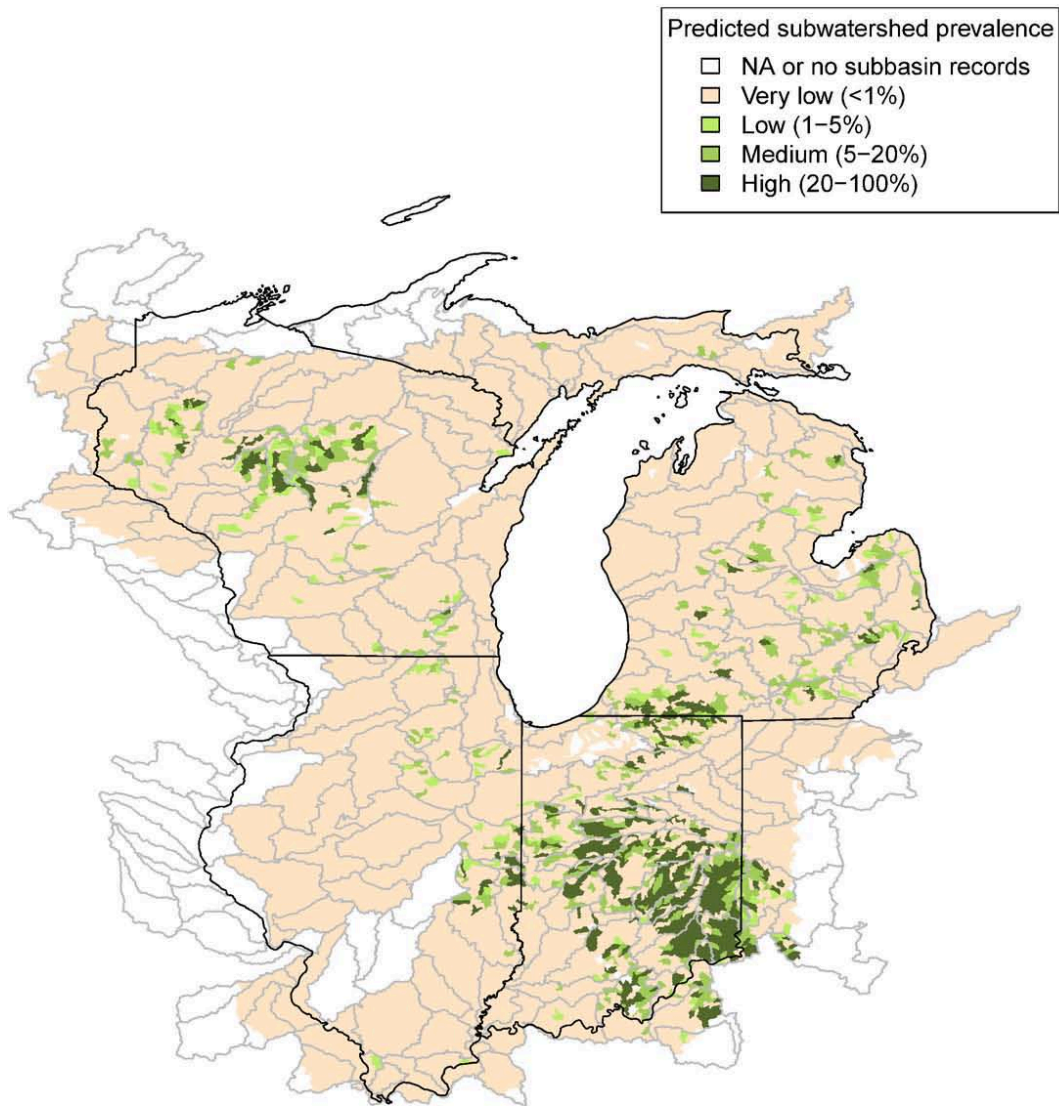 Predicted subwatershed prevalence
NA or no subbasin records
Very low (<1%)
Low (1−5%)
Medium (5−20%)
High (20−100%)